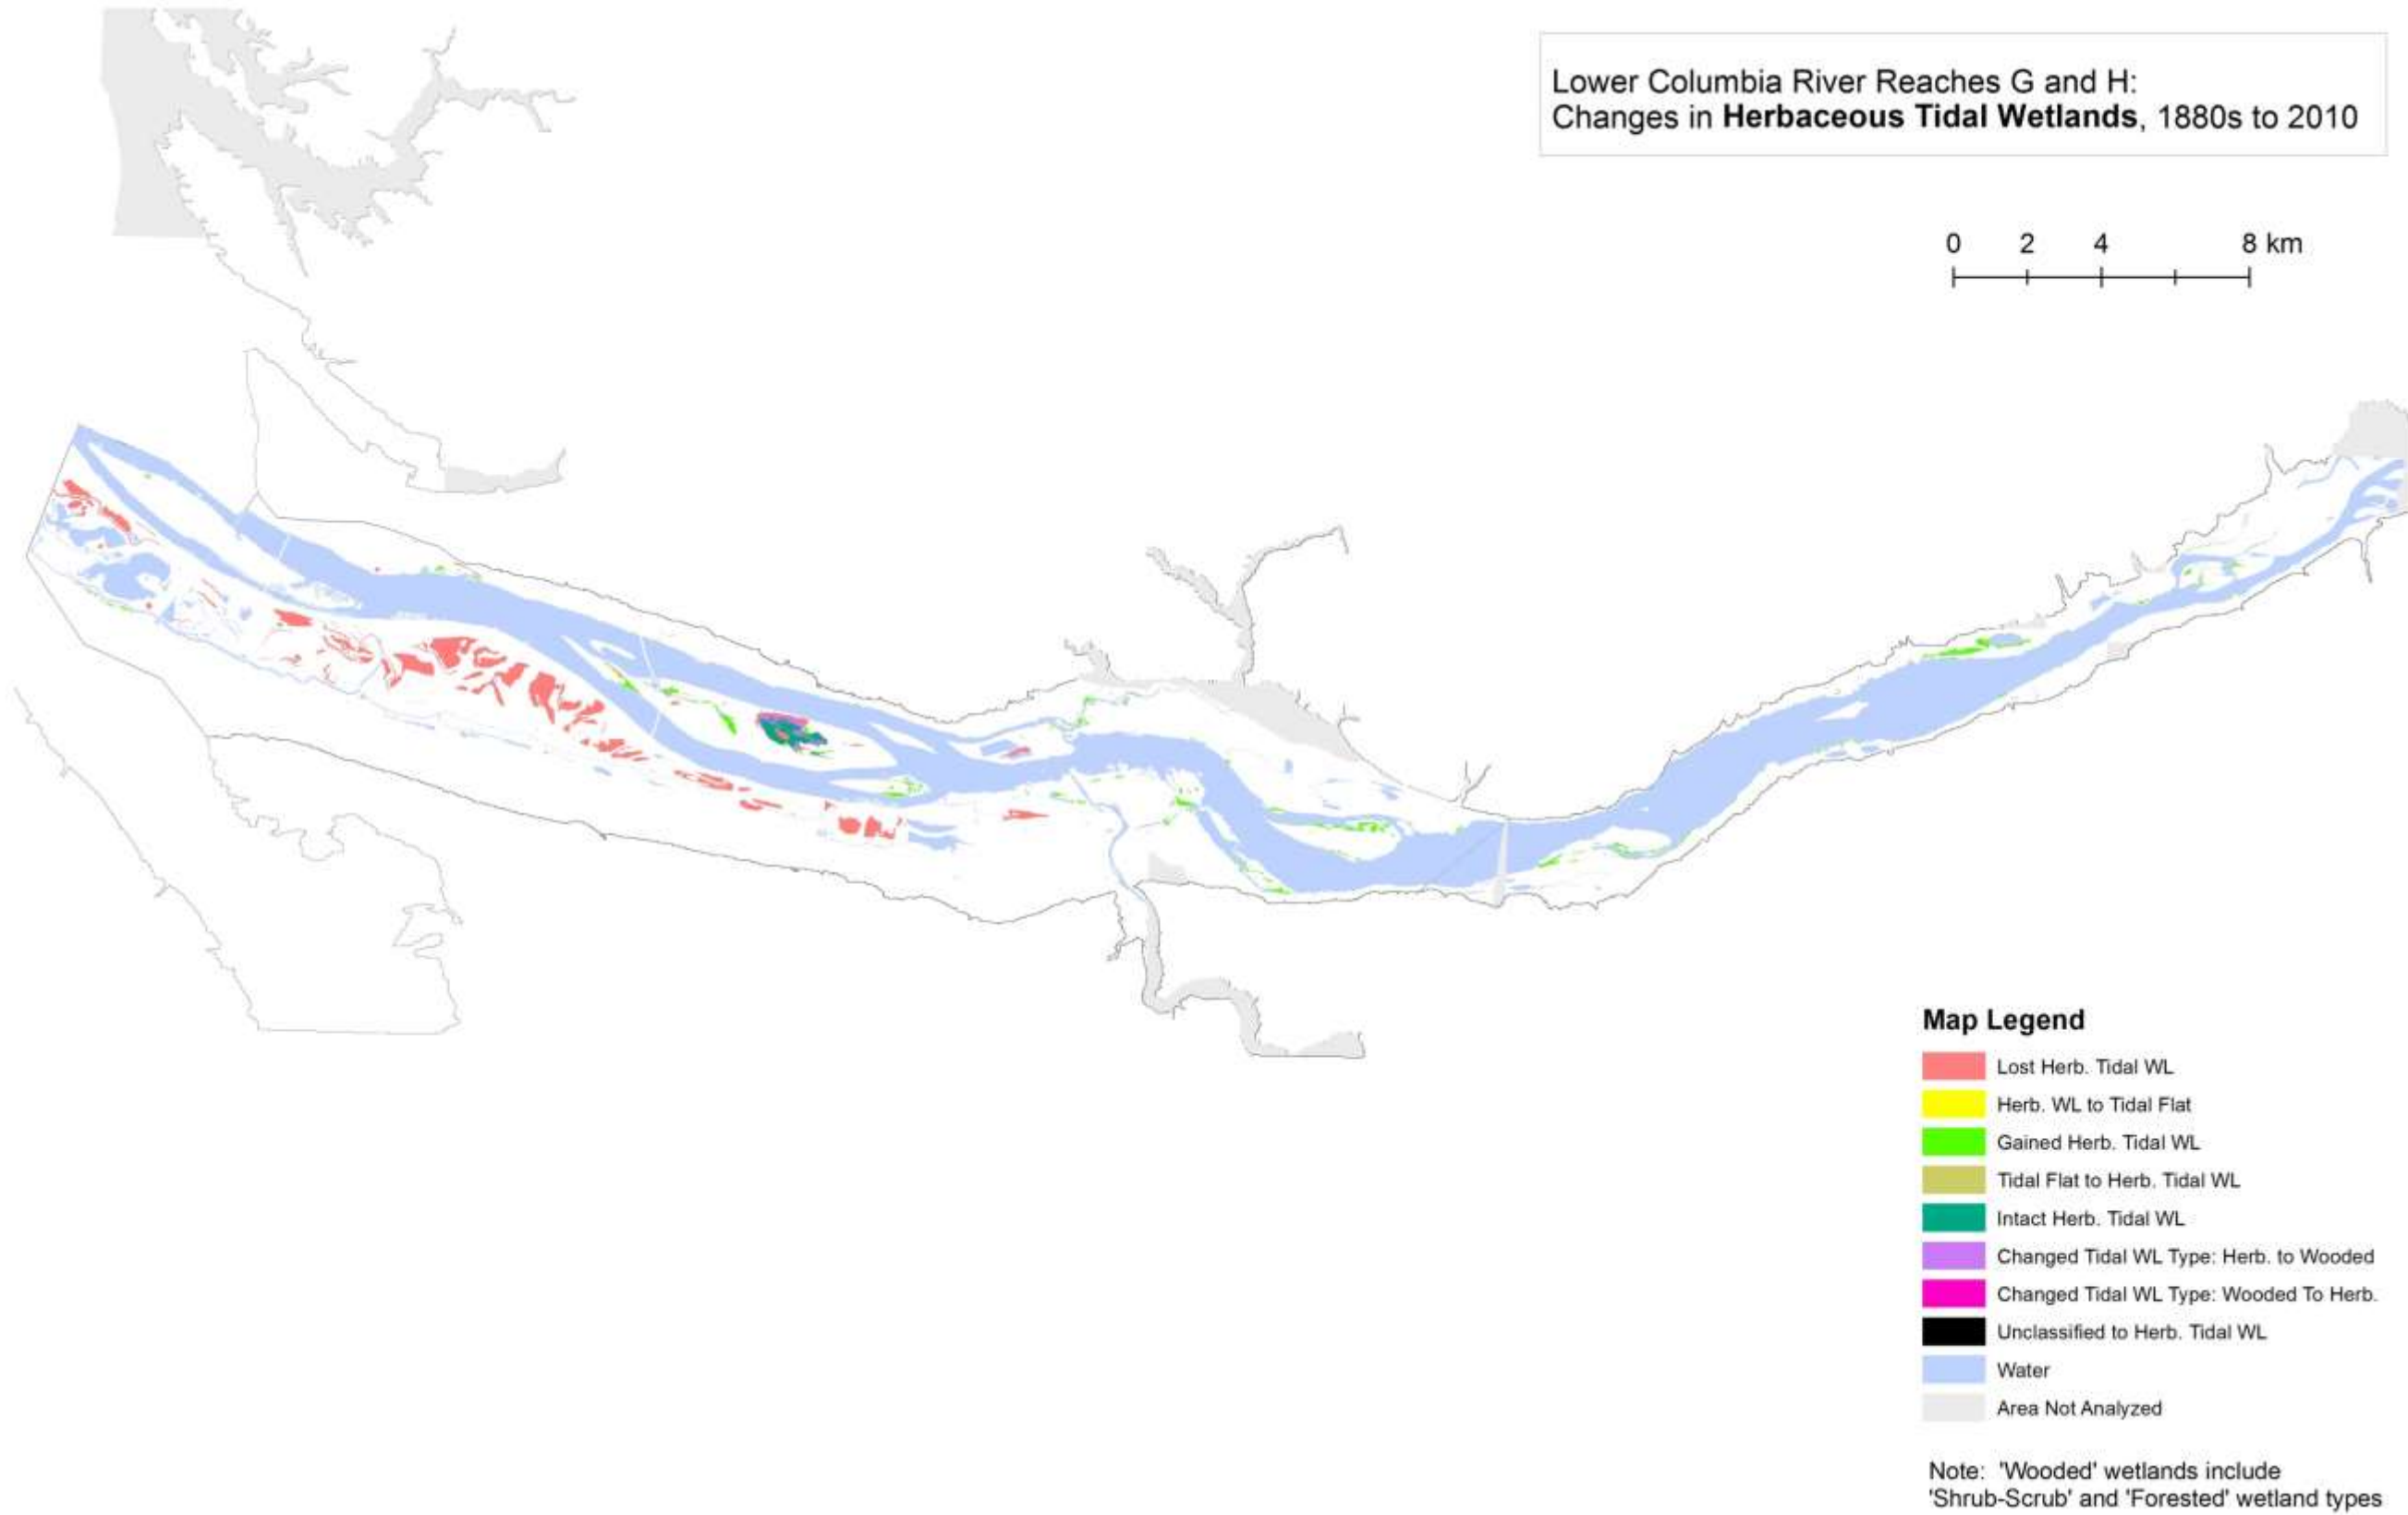 Lower Columbia River Reaches G and H:
Changes in Herbaceous Tidal Wetlands, 1880s to 2010
0 2 4 8 km
Map Legend
Lost Herb. Tidal WL
Herb. WL to Tidal Flat
Gained Herb. Tidal WL
Tidal Flat to Herb. Tidal WL
Intact Herb. Tidal WL
Changed Tidal WL Type: Herb. to Wooded
Changed Tidal WL Type: Wooded To Herb.
Unclassified to Herb. Tidal WL
Water
Area Not Analyzed
Note: 'Wooded' wetlands include
'Shrub-Scrub' and 'Forested' wetland types